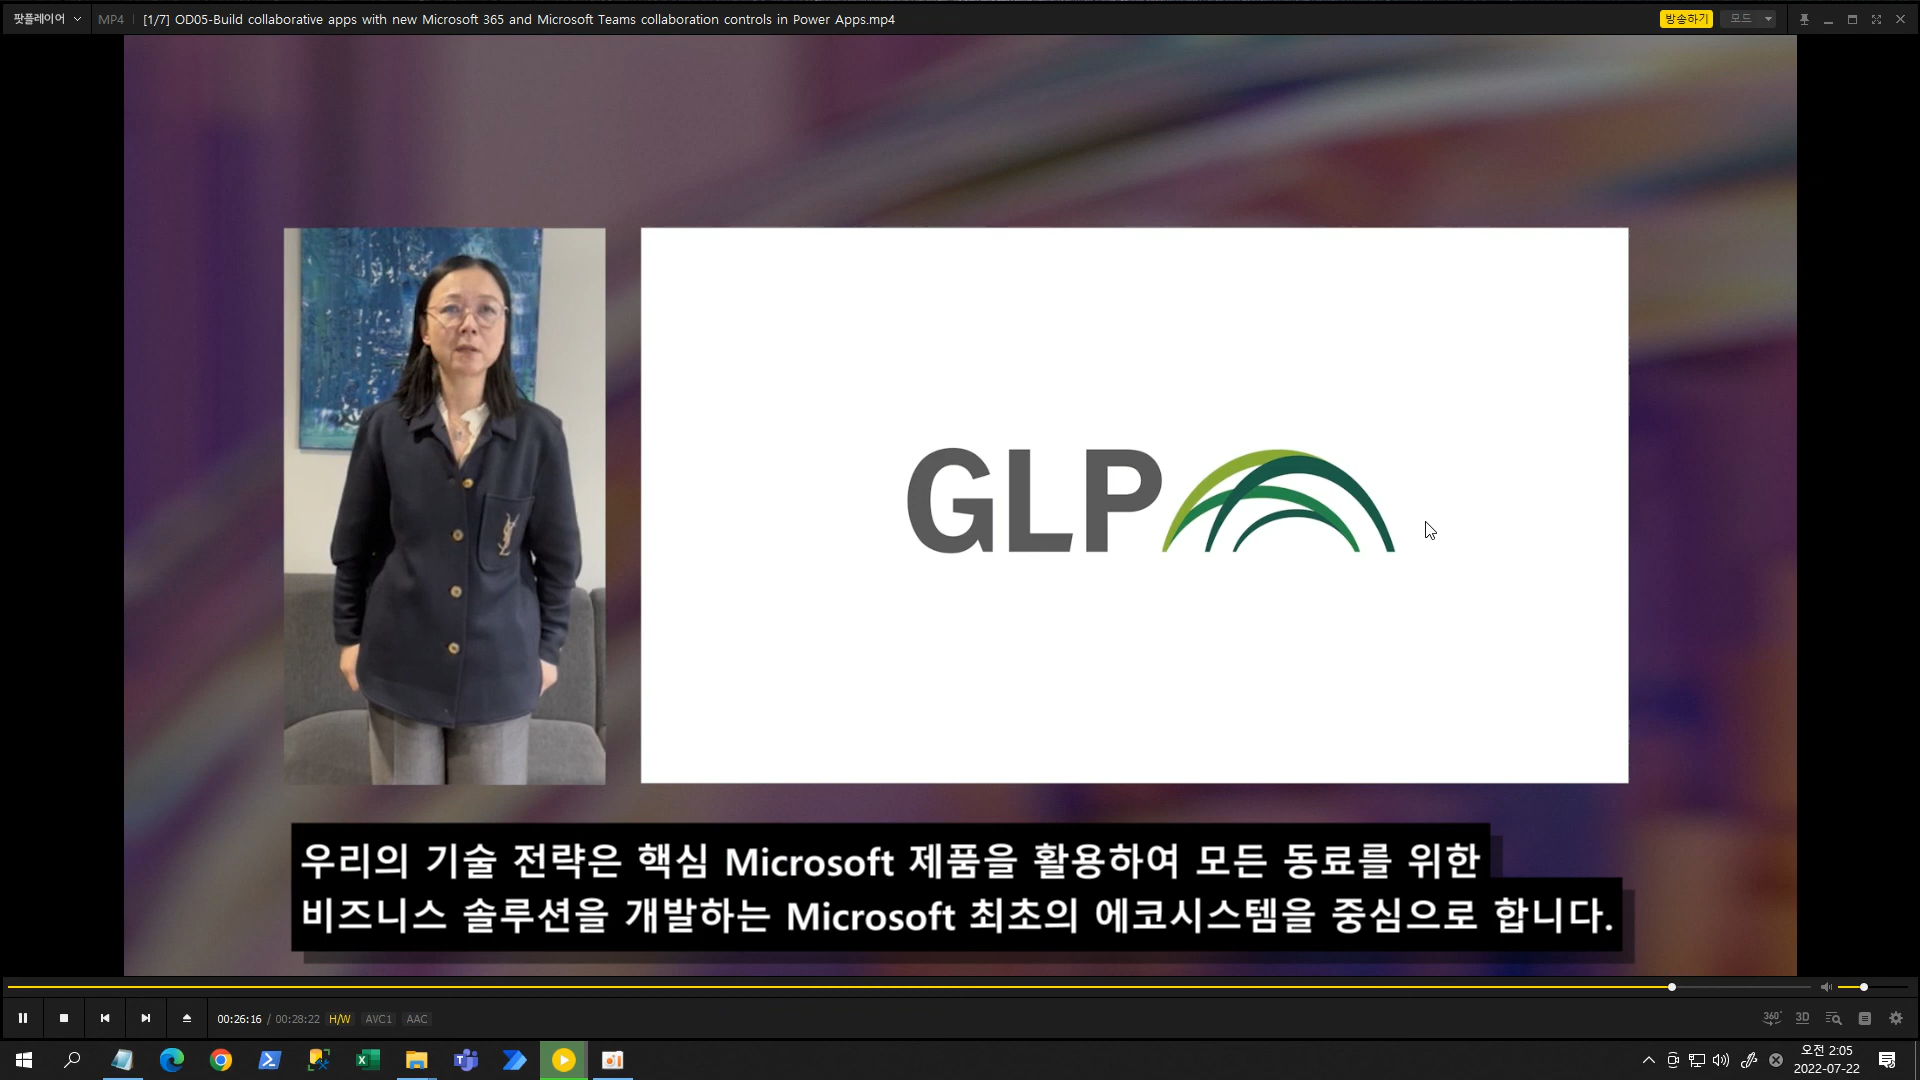 팟플레이어
MP4
[1/7] OD05-Build collaborative apps with new Microsoft 365 and Microsoft Teams collaboration controls in Power Apps.mp4
방송하기
모드
GLP
우리의 기술 전략은 핵심 Microsoft 제품을 활용하여 모든 동료를 위한
비즈니스 솔루션을 개발하는 Microsoft 최초의 에코시스템을 중심으로 합니다.
00:26:16 / 00:28:22 H/W AVC1 AAC
360° 3D
오전 2:05
2022-07-22